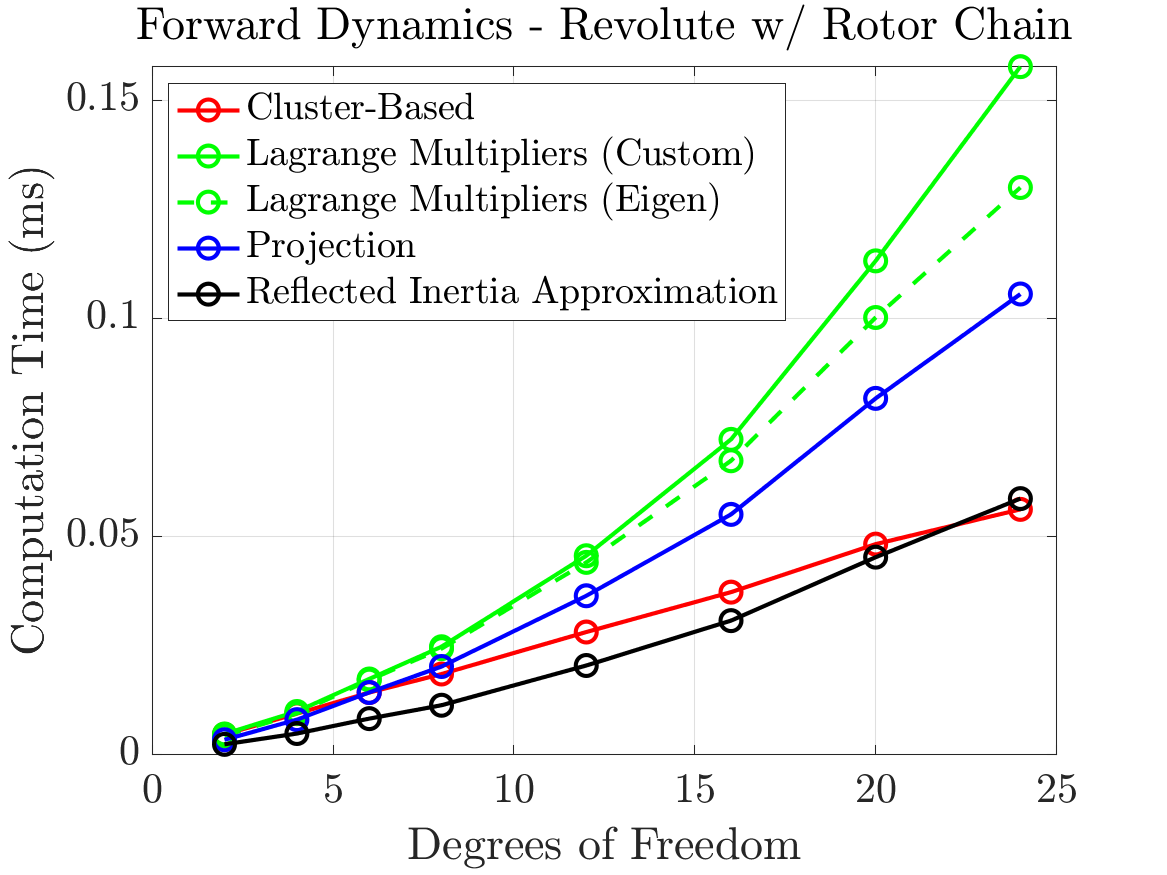 Forward Dynamics - Revolute w/ Rotor Chain
Cluster-Based
Lagrange Multipliers (Custom)
Lagrange Multipliers (Eigen)
Projection
Reflected Inertia Approximation
Computation Time (ms)
0.15
0.1
0.05
0
0 5 10 15 20 25
Degrees of Freedom